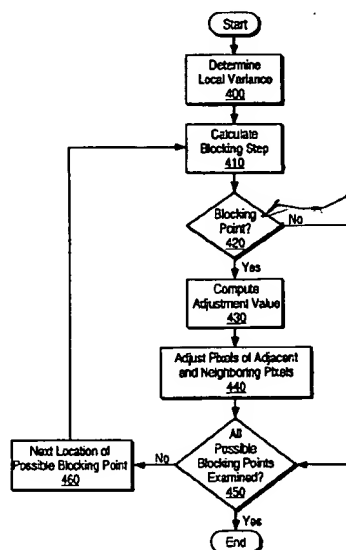 Start
Determine
Local Variance
400
Calculate
Blocking Step
410
Blocking
Point?
420
No
Yes
Compute
Adjustment Value
430
Adjust Pixels of Adjacent
and Neighboring Pixels
440
All
Possible
Blocking Points
Examined?
450
No
Next Location of
Possible Blocking Point
460
Yes
End